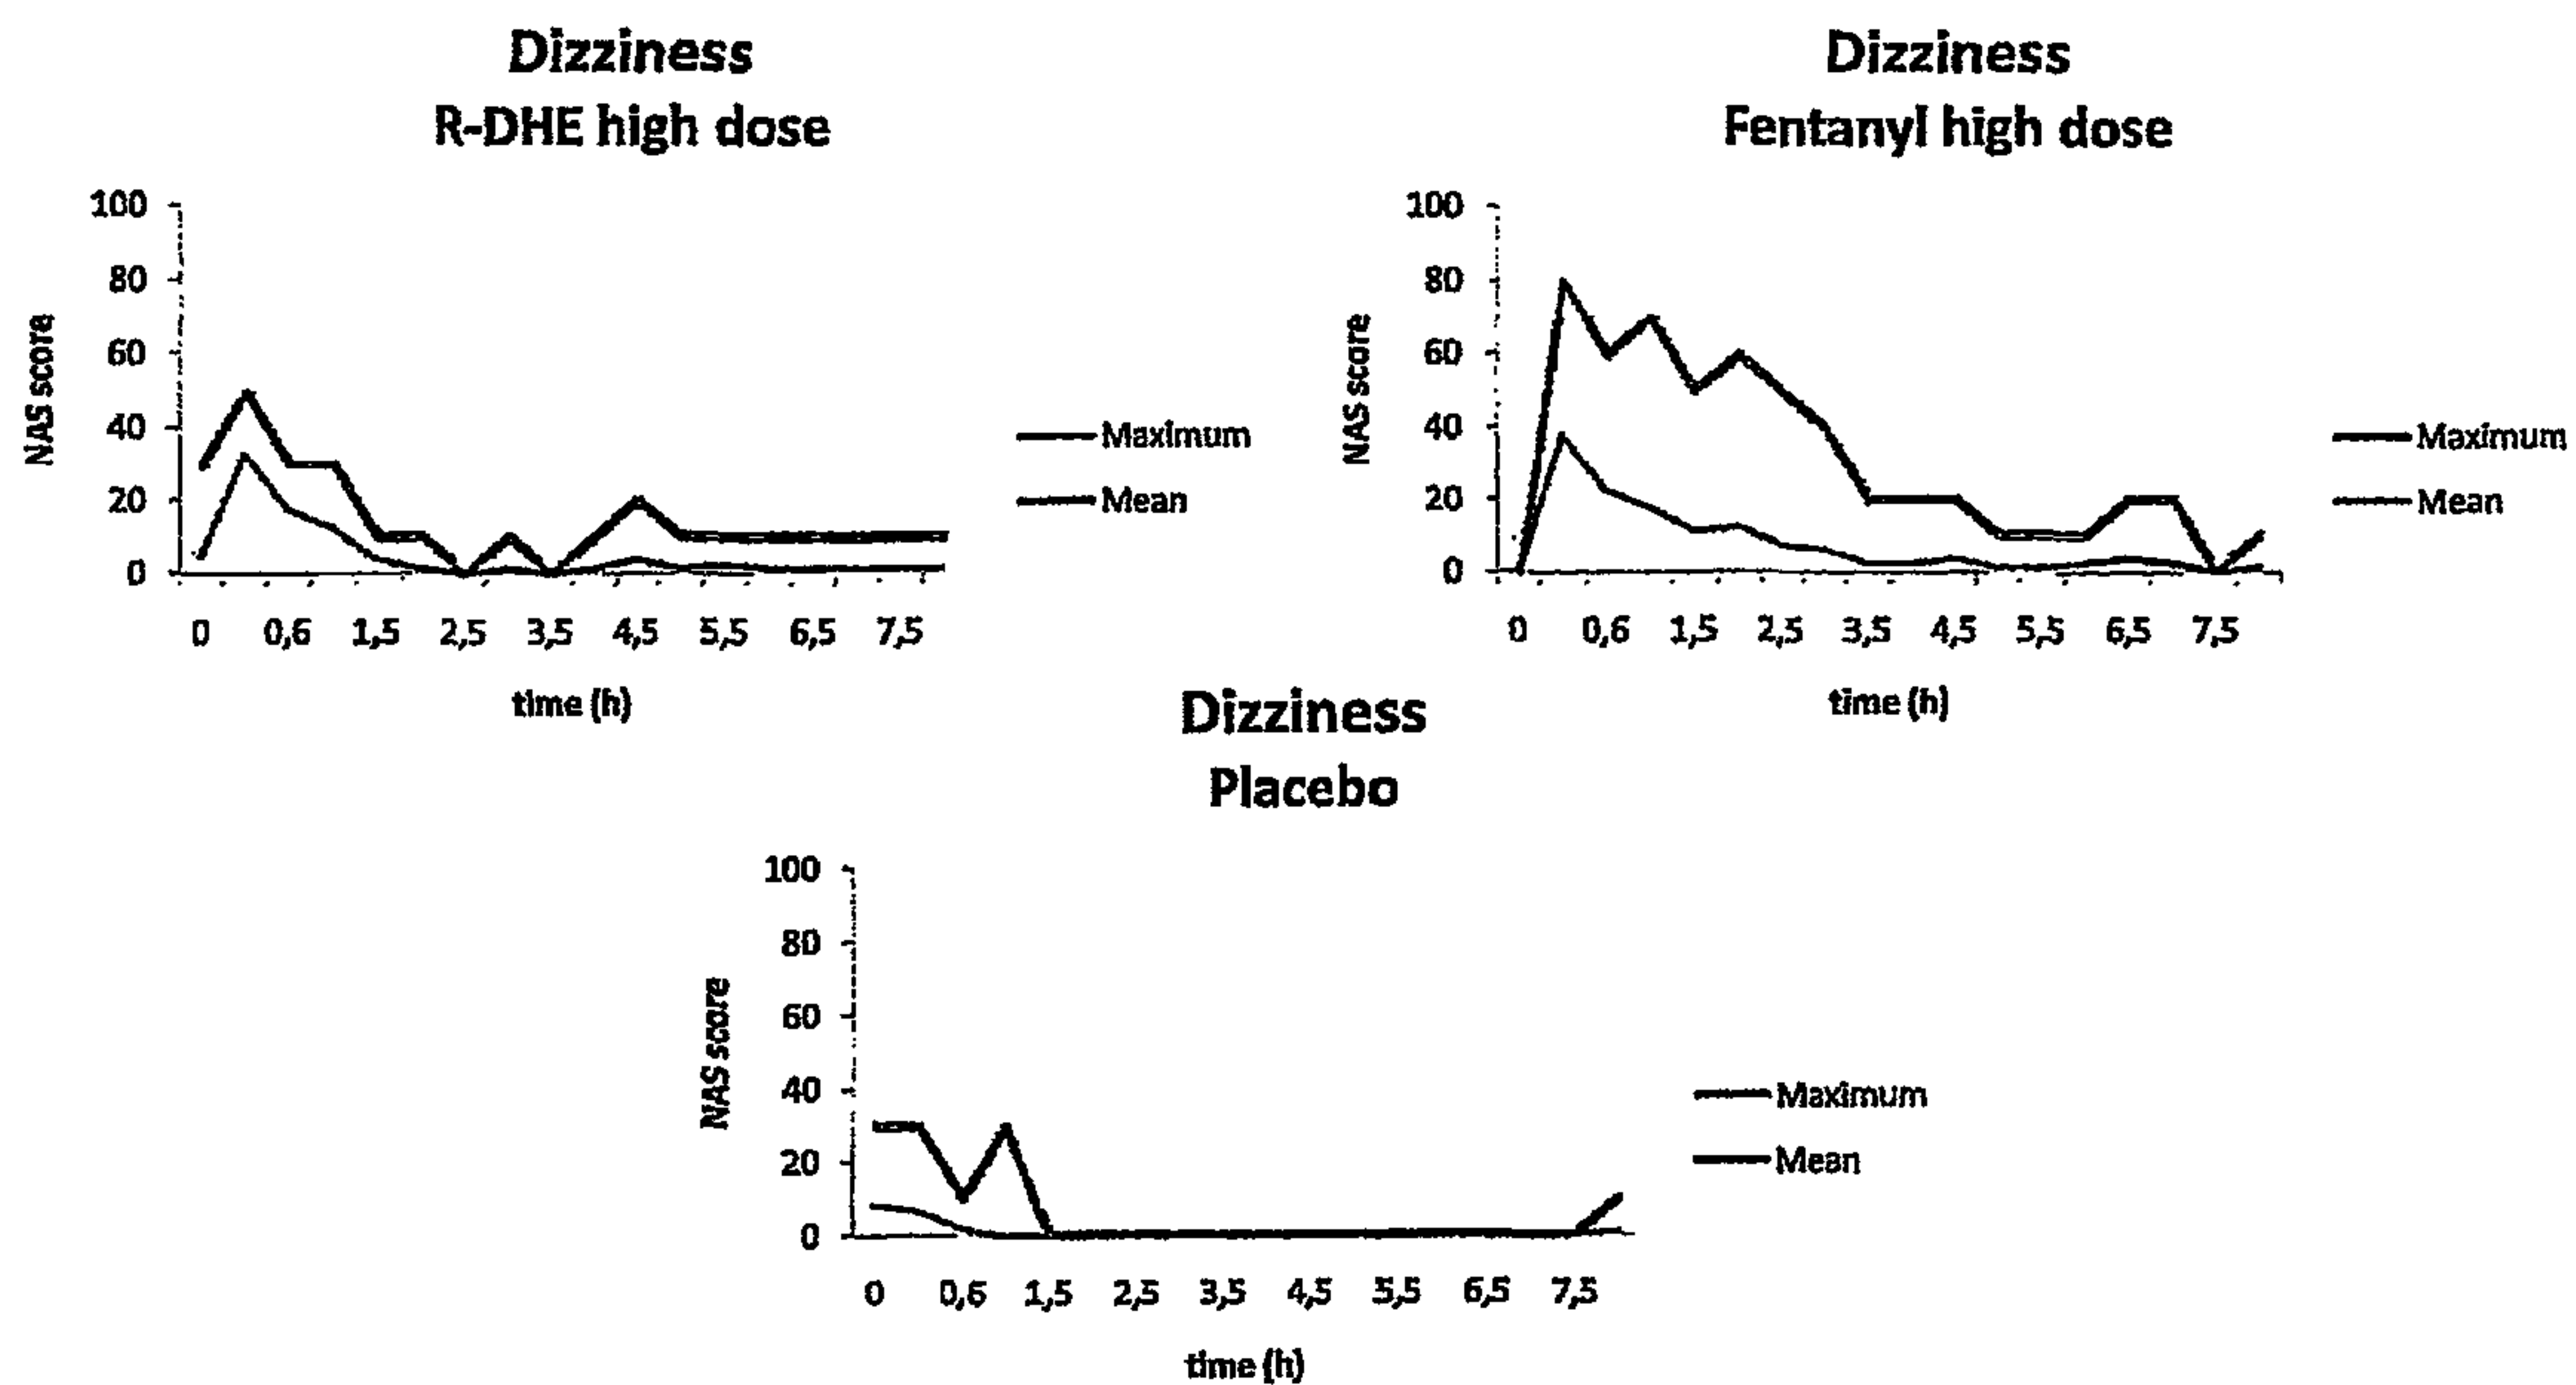 Dizziness
R-DHE high dose
100
80
60
40
20
0
NAS score
0 0,6 1,5 2,5 3,5 4,5 5,5 6,5 7,5
time (h)
Maximum
Mean
Dizziness
Fentanyl high dose
100
80
60
40
20
0
NAS score
0 0,6 1,5 2,5 3,5 4,5 5,5 6,5 7,5
time (h)
Maximum
Mean
Dizziness
Placebo
100
80
60
40
20
0
NAS score
0 0,6 1,5 2,5 3,5 4,5 5,5 6,5 7,5
time (h)
Maximum
Mean